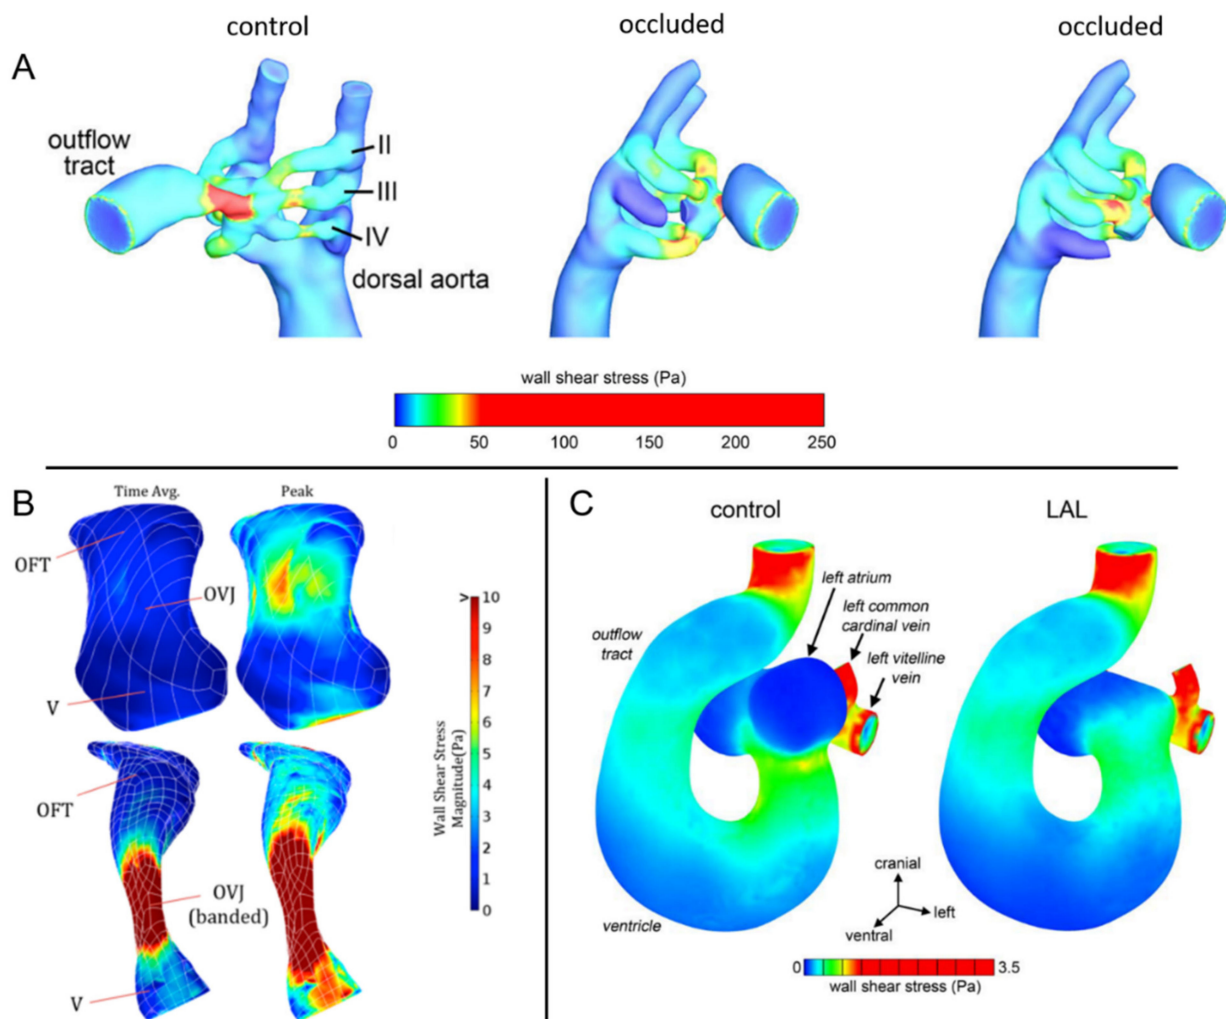 control
occluded
occluded
A
outflow
tract
II
III
IV
dorsal aorta
wall shear stress (Pa)
0 50 100 150 200 250
B
Time Avg.
Peak
OFT
OVJ
V
OFT
OVJ
(banded)
V
> 10
9
8
7
6
5
4
3
2
1
0
Wall Shear Stress
Magnitude(Pa)
C
control
LAL
left atrium
left common
cardinal vein
left vitelline
vein
outflow
tract
ventricle
cranial
left
ventral
0 3.5
wall shear stress (Pa)